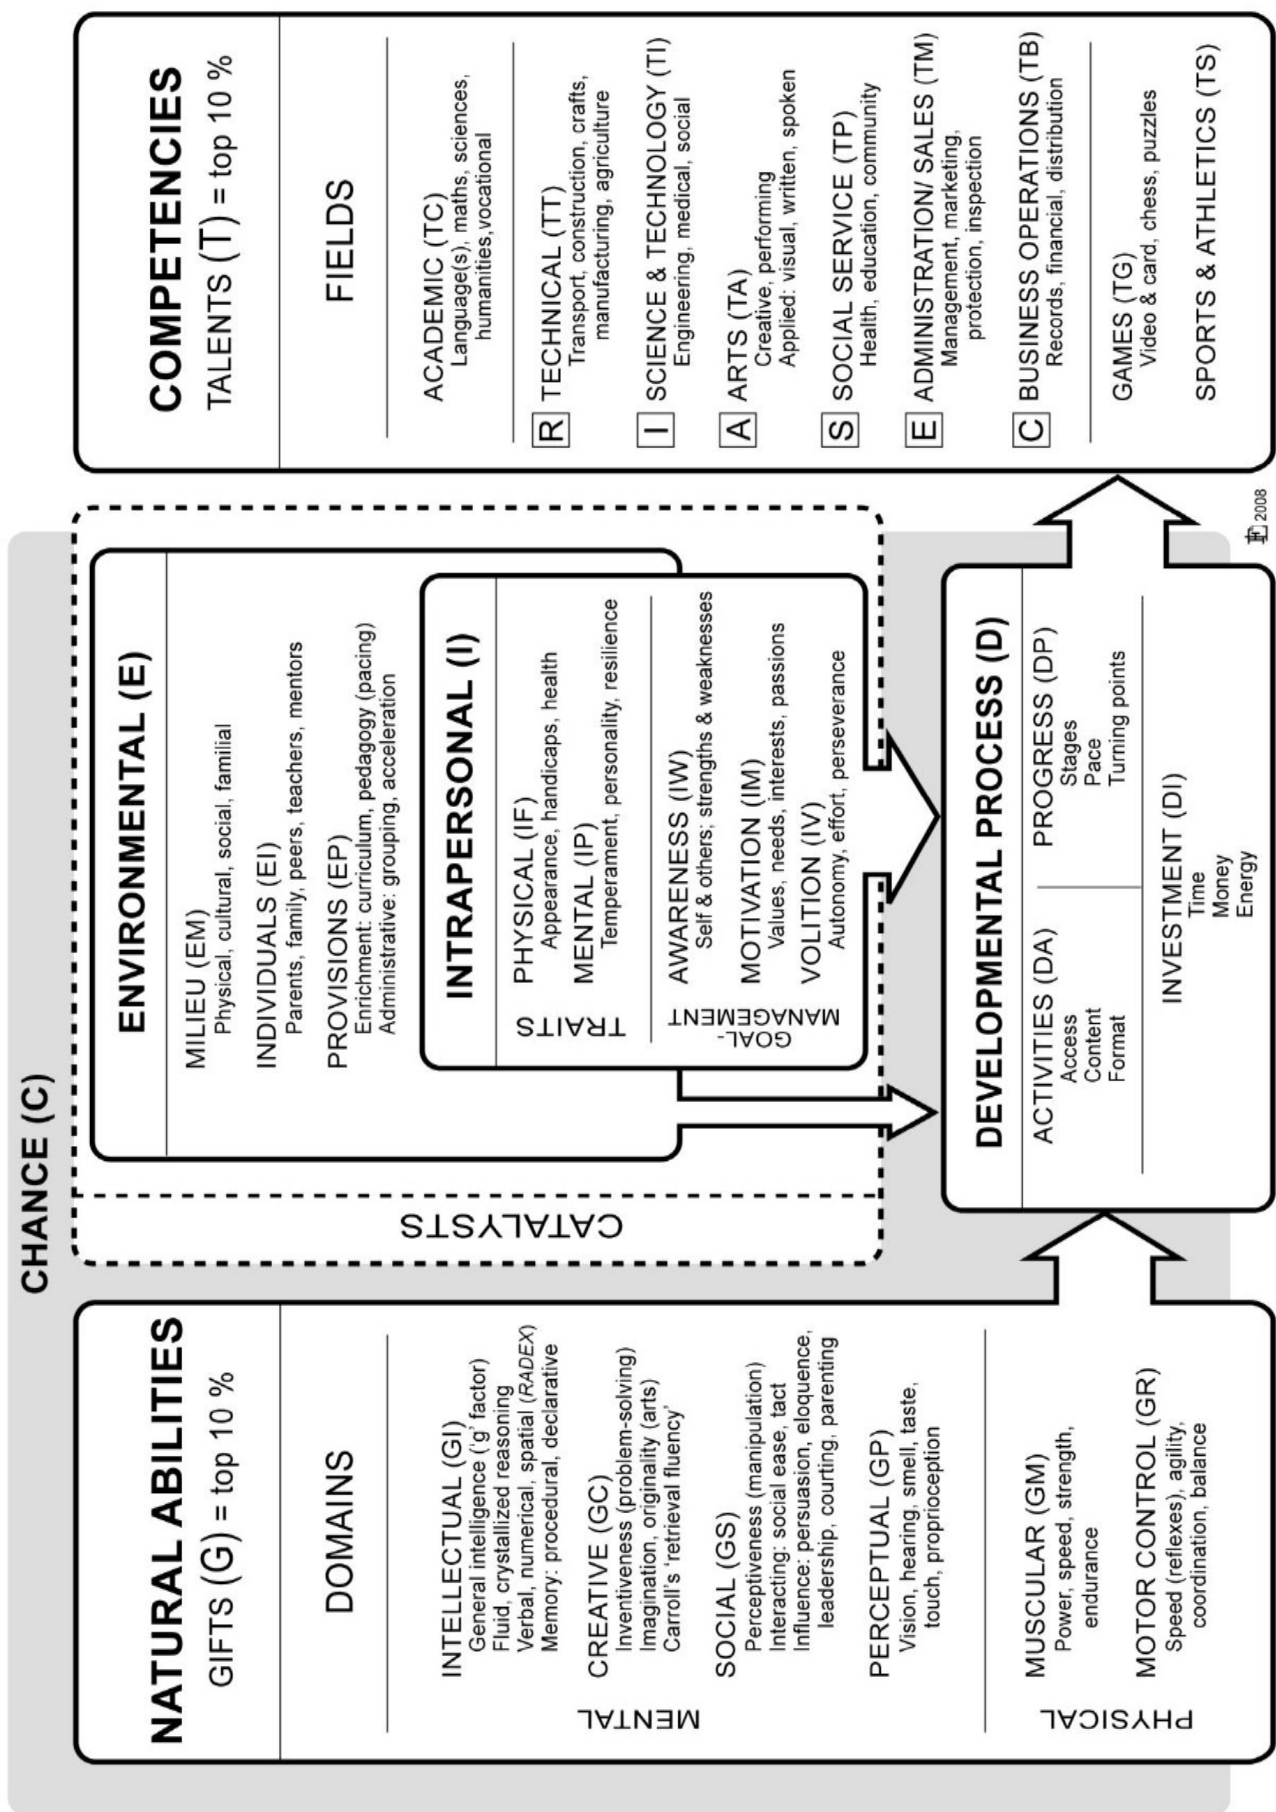 CHANCE (C)
NATURAL ABILITIES
GIFTS (G) = top 10 %
DOMAINS
MENTAL
INTELLECTUAL (GI)
General intelligence ('g' factor)
Fluid, crystallized reasoning
Verbal, numerical, spatial (RADEX)
Memory: procedural, declarative
CREATIVE (GC)
Inventiveness (problem-solving)
Imagination, originality (arts)
Carroll's 'retrieval fluency'
SOCIAL (GS)
Perceptiveness (manipulation)
Interacting: social ease, tact
Influence: persuasion, eloquence,
leadership, courting, parenting
PERCEPTUAL (GP)
Vision, hearing, smell, taste,
touch, proprioception
PHYSICAL
MUSCULAR (GM)
Power, speed, strength,
endurance
MOTOR CONTROL (GR)
Speed (reflexes), agility,
coordination, balance
CATALYSTS
ENVIRONMENTAL (E)
MILIEU (EM)
Physical, cultural, social, familial
INDIVIDUALS (EI)
Parents, family, peers, teachers, mentors
PROVISIONS (EP)
Enrichment: curriculum, pedagogy (pacing)
Administrative: grouping, acceleration
INTRAPERSONAL (I)
TRAITS
PHYSICAL (IF)
Appearance, handicaps, health
MENTAL (IP)
Temperament, personality, resilience
GOAL-
MANAGEMENT
AWARENESS (IW)
Self & others; strengths & weaknesses
MOTIVATION (IM)
Values, needs, interests, passions
VOLITION (IV)
Autonomy, effort, perseverance
DEVELOPMENTAL PROCESS (D)
ACTIVITIES (DA)
Access
Content
Format
PROGRESS (DP)
Stages
Pace
Turning points
INVESTMENT (DI)
Time
Money
Energy
COMPETENCIES
TALENTS (T) = top 10 %
FIELDS
ACADEMIC (TC)
Language(s), maths, sciences,
humanities,vocational
R TECHNICAL (TT)
Transport, construction, crafts,
manufacturing, agriculture
I SCIENCE & TECHNOLOGY (TI)
Engineering, medical, social
A ARTS (TA)
Creative, performing
Applied: visual, written, spoken
S SOCIAL SERVICE (TP)
Health, education, community
E ADMINISTRATION/ SALES (TM)
Management, marketing,
protection, inspection
C BUSINESS OPERATIONS (TB)
Records, financial, distribution
GAMES (TG)
Video & card, chess, puzzles
SPORTS & ATHLETICS (TS)
2008